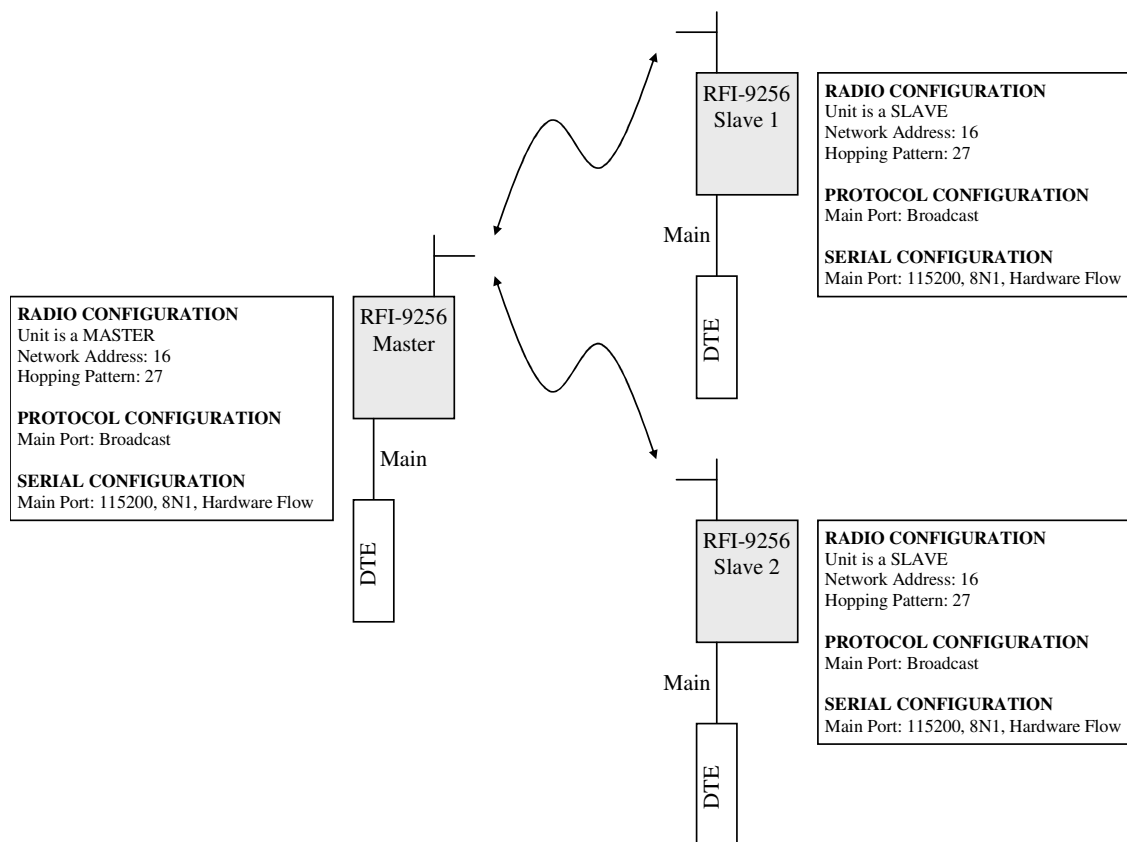 RFI-9256
Slave 1
RADIO CONFIGURATION
Unit is a SLAVE
Network Address: 16
Hopping Pattern: 27
PROTOCOL CONFIGURATION
Main Port: Broadcast
SERIAL CONFIGURATION
Main Port: 115200, 8N1, Hardware Flow
Main
DTE
RADIO CONFIGURATION
Unit is a MASTER
Network Address: 16
Hopping Pattern: 27
PROTOCOL CONFIGURATION
Main Port: Broadcast
SERIAL CONFIGURATION
Main Port: 115200, 8N1, Hardware Flow
RFI-9256
Master
Main
DTE
RFI-9256
Slave 2
RADIO CONFIGURATION
Unit is a SLAVE
Network Address: 16
Hopping Pattern: 27
PROTOCOL CONFIGURATION
Main Port: Broadcast
SERIAL CONFIGURATION
Main Port: 115200, 8N1, Hardware Flow
Main
DTE